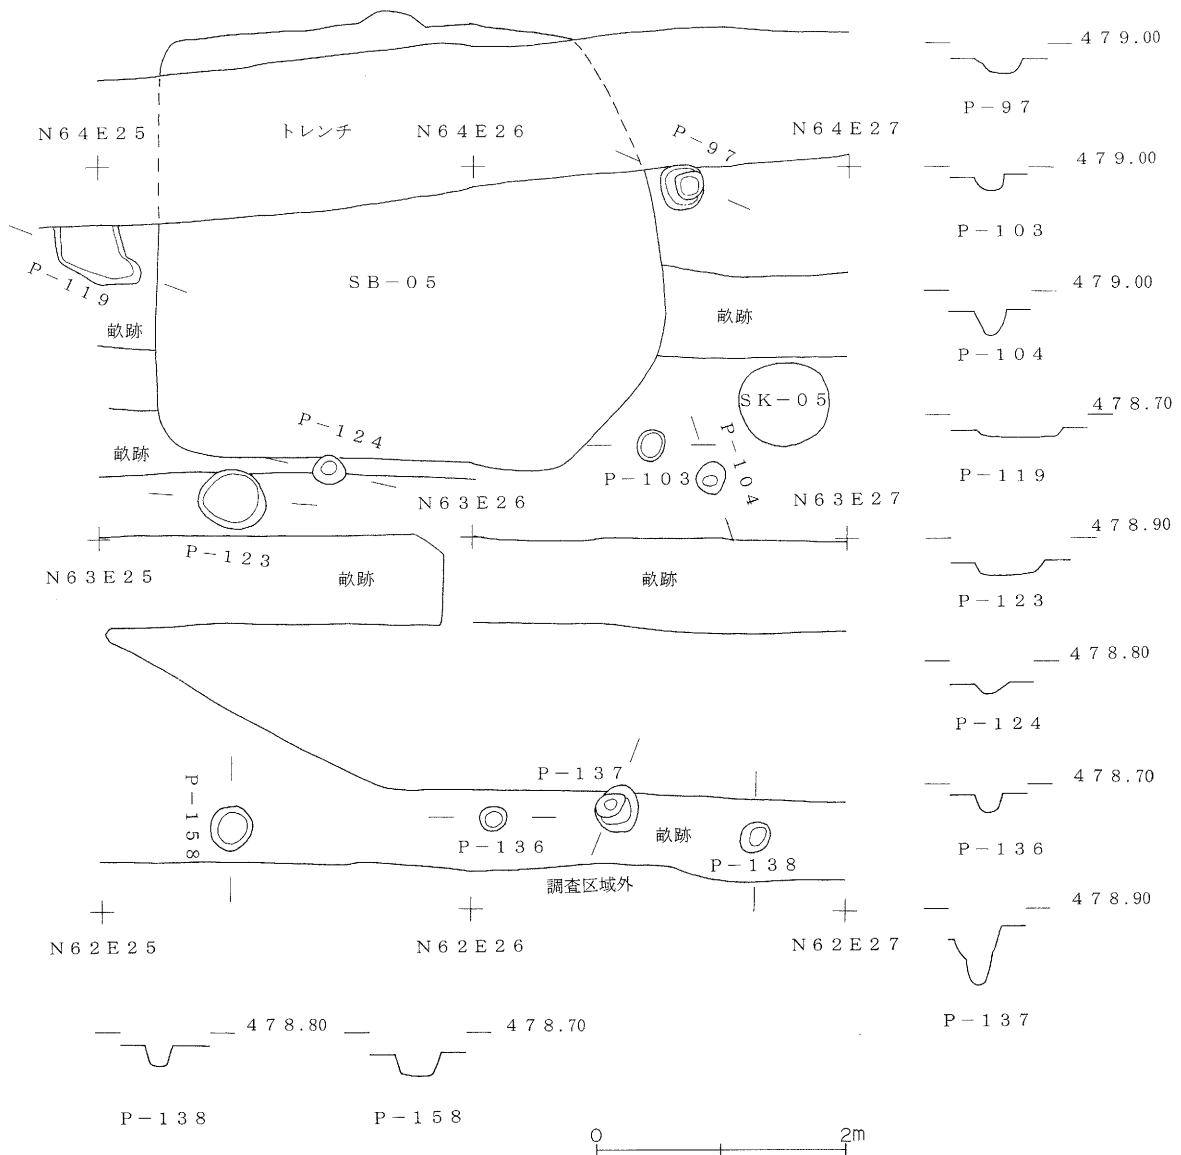 479.00
P-97
N64E25
トレンチ
N64E26
P-97
N64E27
479.00
P-103
P-119
SB-05
479.00
畝跡
畝跡
P-104
SK-05
478.70
P-124
畝跡
P-103
P-104
P-119
N63E26
N63E27
478.90
P-123
N63E25
畝跡
畝跡
P-123
478.80
P-124
P-137
478.70
P-158
P-136
畝跡
P-138
P-136
調査区域外
478.90
N62E25
N62E26
N62E27
P-137
478.80
478.70
P-138
P-158
0
2m